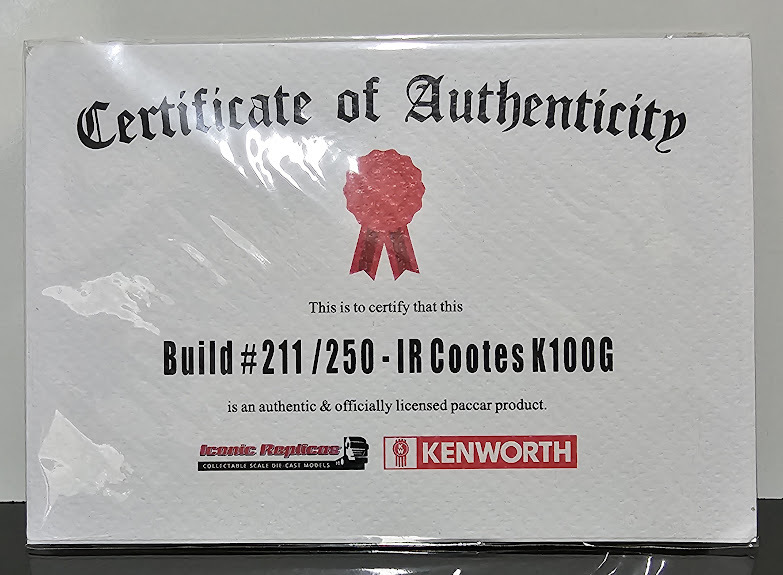 Certificate of Authenticity
This is to certify that this
Build #211 /250 - IR Cootes K100G
is an authentic & officially licensed paccar product.
Iconic Replicas
COLLECTABLE SCALE DIE-CAST MODELS
KW KENWORTH